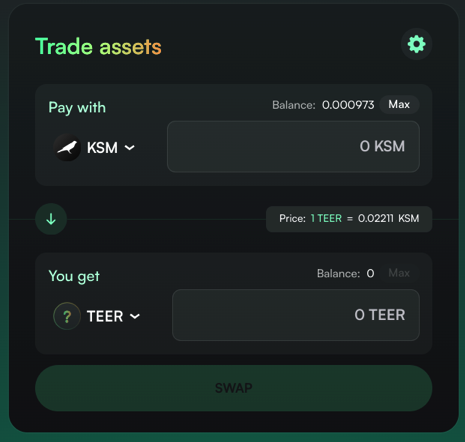 Trade assets
Pay with
Balance: 0.000973 Max
KSM
0 KSM
Price: 1 TEER = 0.02211 KSM
You get
Balance: 0 Max
?
TEER
0 TEER
SWAP